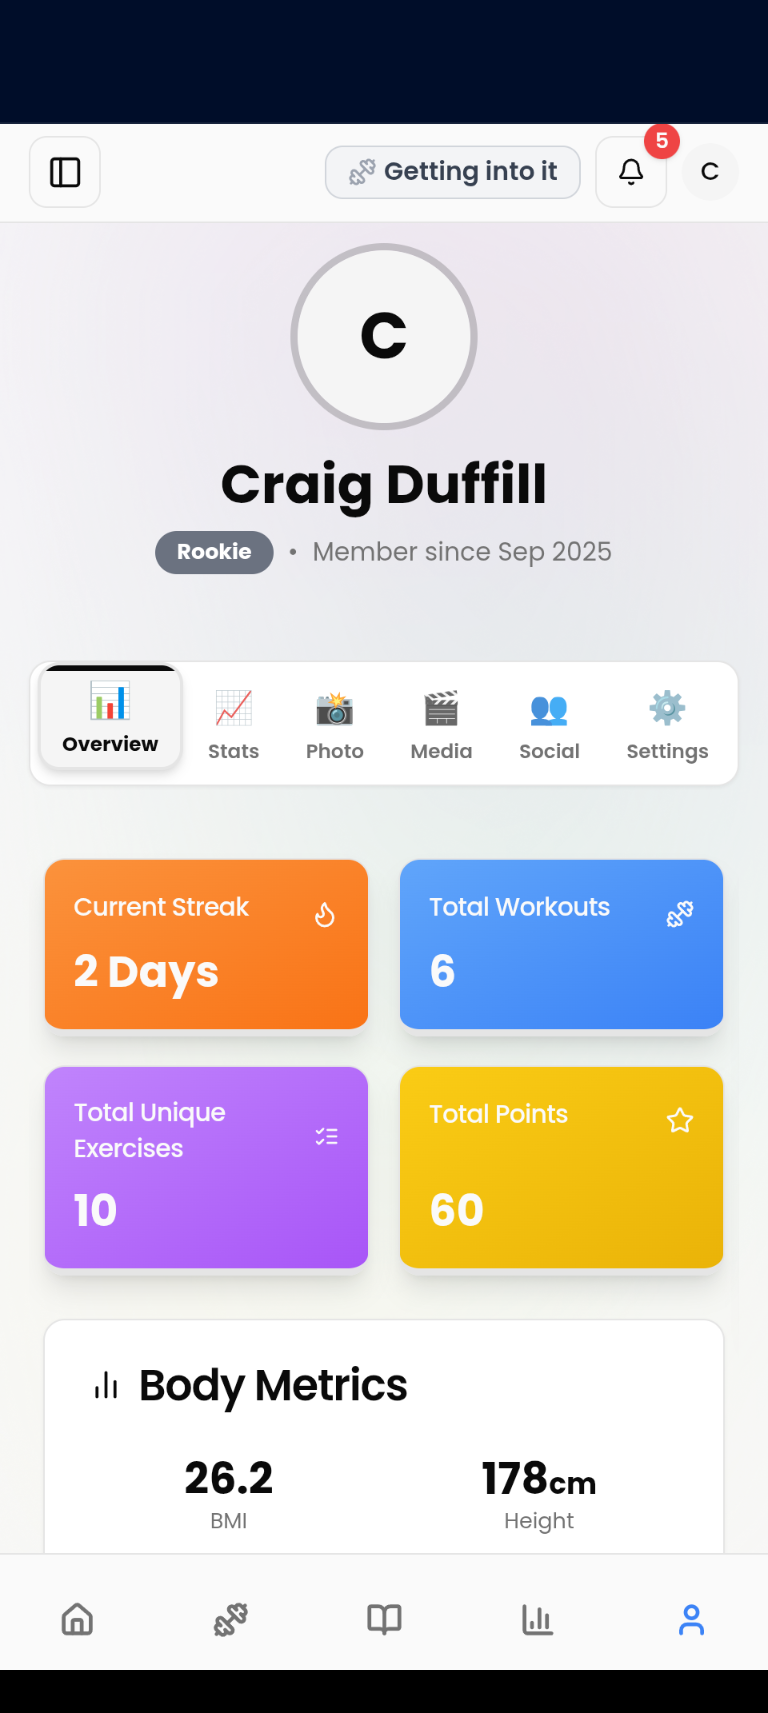 Getting into it
5
C
C
Craig Duffill
Rookie • Member since Sep 2025
Overview
Stats
Photo
Media
Social
Settings
Current Streak
2 Days
Total Workouts
6
Total Unique
Exercises
10
Total Points
60
Body Metrics
26.2
BMI
178cm
Height